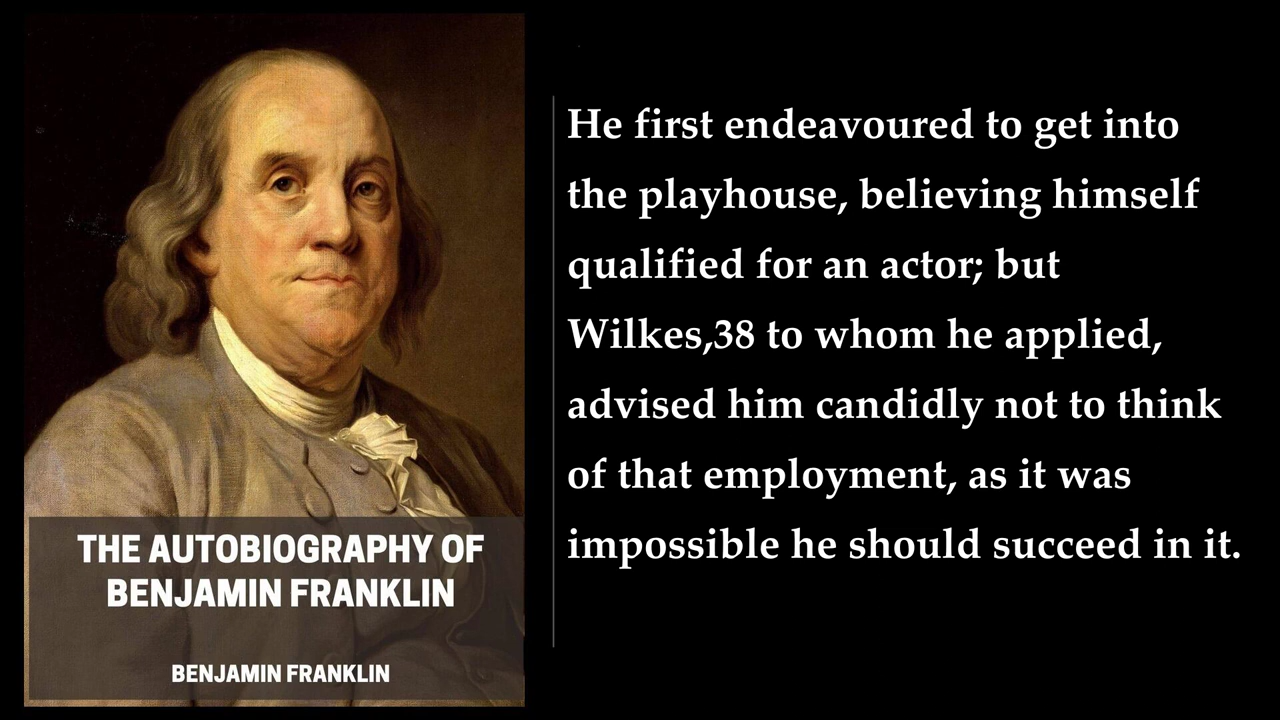 THE AUTOBIOGRAPHY OF
BENJAMIN FRANKLIN
BENJAMIN FRANKLIN
He first endeavoured to get into
the playhouse, believing himself
qualified for an actor; but
Wilkes,38 to whom he applied,
advised him candidly not to think
of that employment, as it was
impossible he should succeed in it.